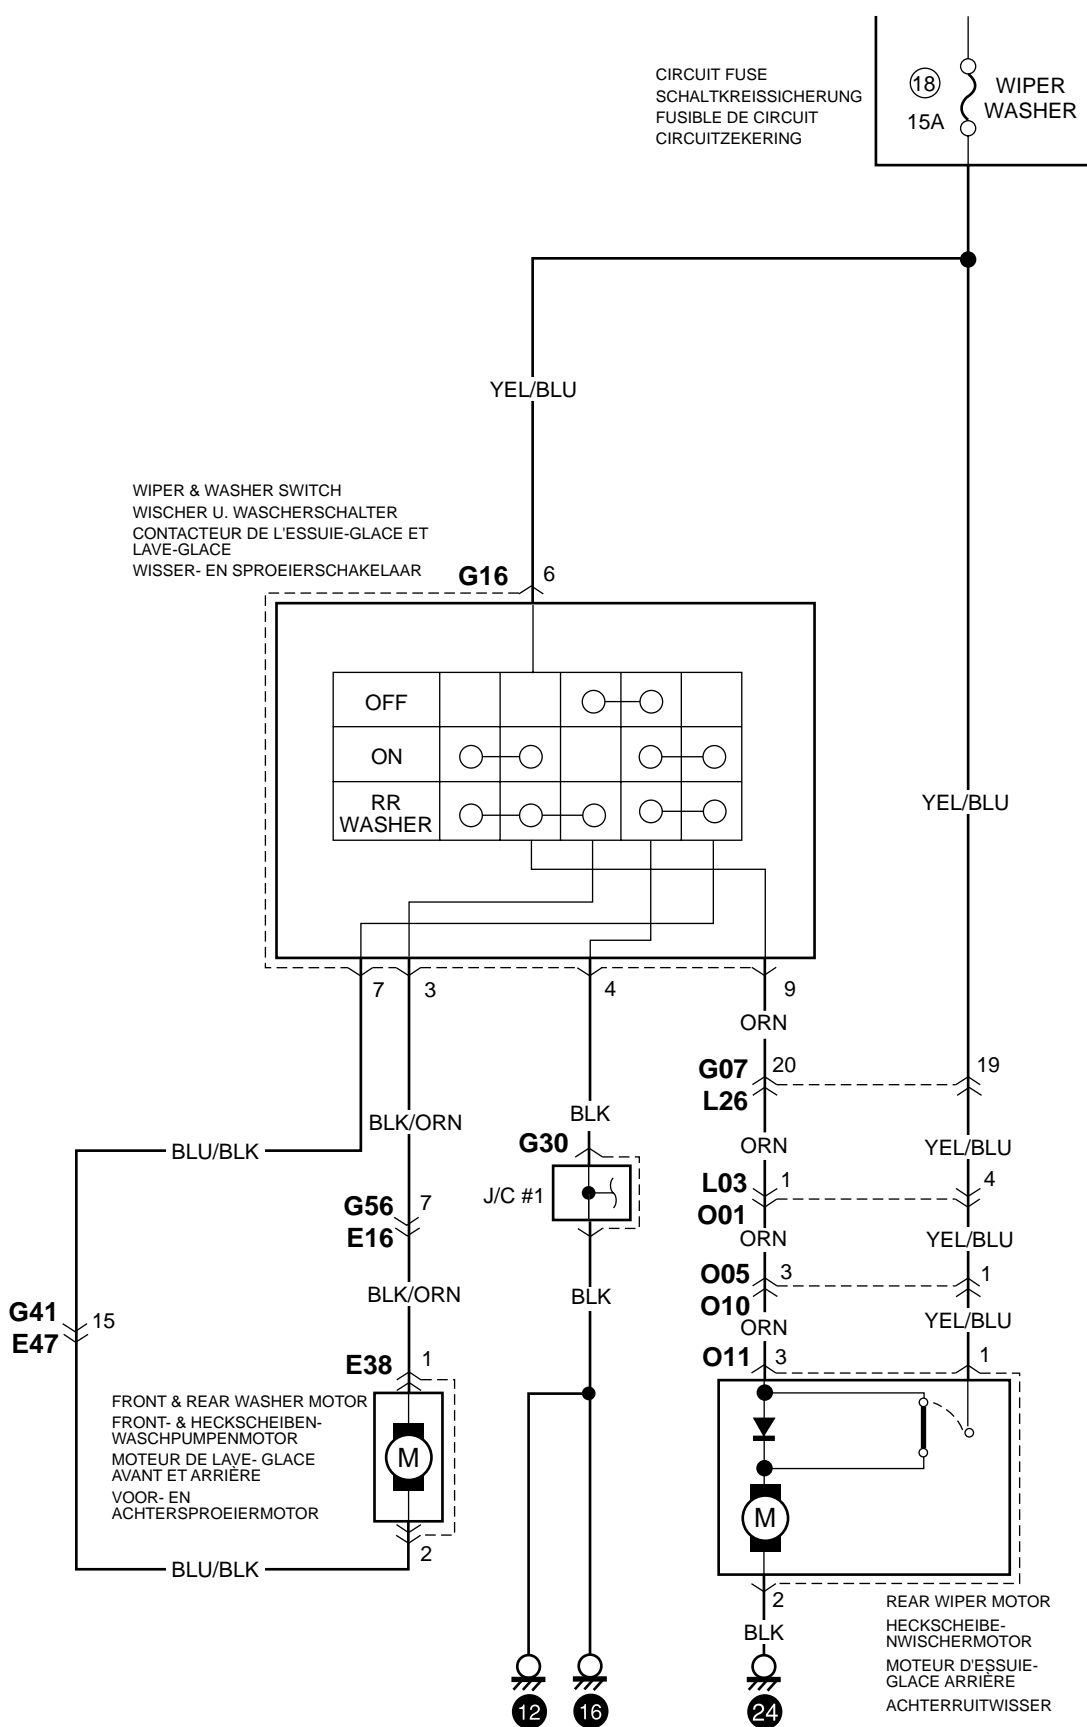 CIRCUIT FUSE
SCHALTKREISSICHERUNG
FUSIBLE DE CIRCUIT
CIRCUITZEKERING
18
15A
WIPER
WASHER
YEL/BLU
WIPER & WASHER SWITCH
WISCHER U. WASCHERSCHALTER
CONTACTEUR DE L'ESSUIE-GLACE ET
LAVE-GLACE
WISSER- EN SPROEIERSCHAKELAAR
G16
6
OFF
ON
RR
WASHER
YEL/BLU
7
3
4
9
ORN
G07
20
19
L26
BLK/ORN
BLK
BLU/BLK
G30
ORN
YEL/BLU
J/C #1
L03
1
4
O01
G56
7
E16
ORN
YEL/BLU
O05
3
1
O10
BLK/ORN
BLK
G41
15
E47
ORN
YEL/BLU
E38
1
O11
3
1
FRONT & REAR WASHER MOTOR
FRONT- & HECKSCHEIBEN-
WASCHPUMPENMOTOR
MOTEUR DE LAVE- GLACE
AVANT ET ARRIÈRE
VOOR- EN
ACHTERSPROEIERMOTOR
M
M
2
BLU/BLK
2
BLK
REAR WIPER MOTOR
HECKSCHEIBE-
NWISCHERMOTOR
MOTEUR D'ESSUIE-
GLACE ARRIÈRE
ACHTERRUITWISSER
12
16
24